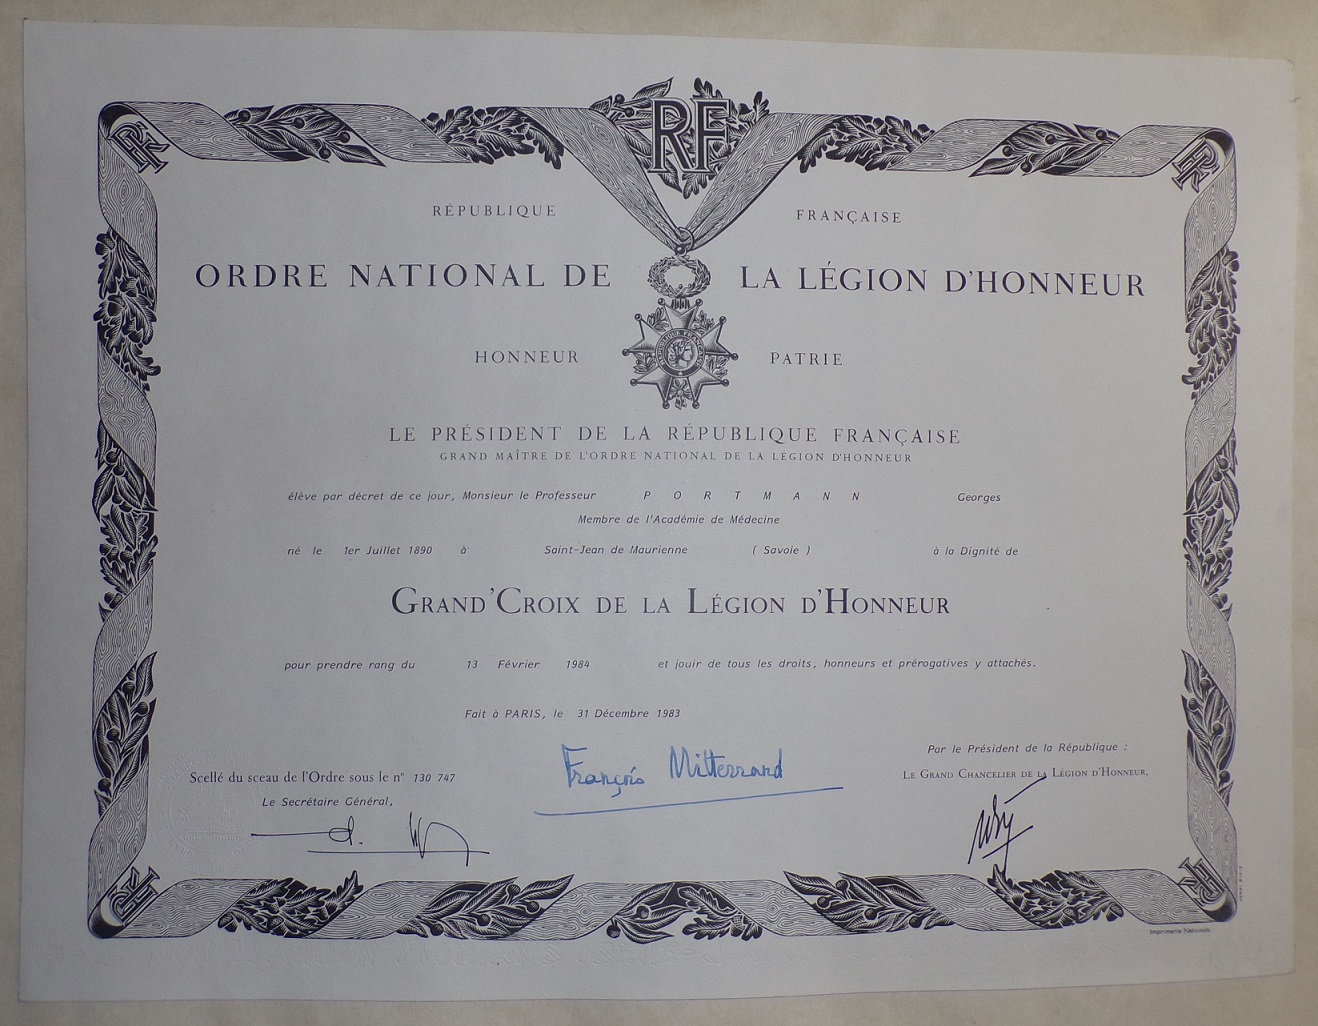 RF
RÉPUBLIQUE FRANÇAISE
ORDRE NATIONAL DE LA LÉGION D'HONNEUR
HONNEUR PATRIE
LE PRÉSIDENT DE LA RÉPUBLIQUE FRANÇAISE
GRAND MAÎTRE DE L'ORDRE NATIONAL DE LA LÉGION D'HONNEUR
élève par décret de ce jour, Monsieur le Professeur P O R T M A N N Georges
Membre de l'Académie de Médecine
né le 1er Juillet 1890 à Saint-Jean de Maurienne ( Savoie ) à la Dignité de
GRAND'CROIX DE LA LÉGION D'HONNEUR
pour prendre rang du 13 Février 1984 et jouir de tous les droits, honneurs et prérogatives y attachés.
Fait à PARIS, le 31 Décembre 1983
Par le Président de la République :
LE GRAND CHANCELIER DE LA LÉGION D'HONNEUR,
François Mitterrand
Scellé du sceau de l'Ordre sous le n° 130 747
Le Secrétaire Général,
Imprimerie Nationale.